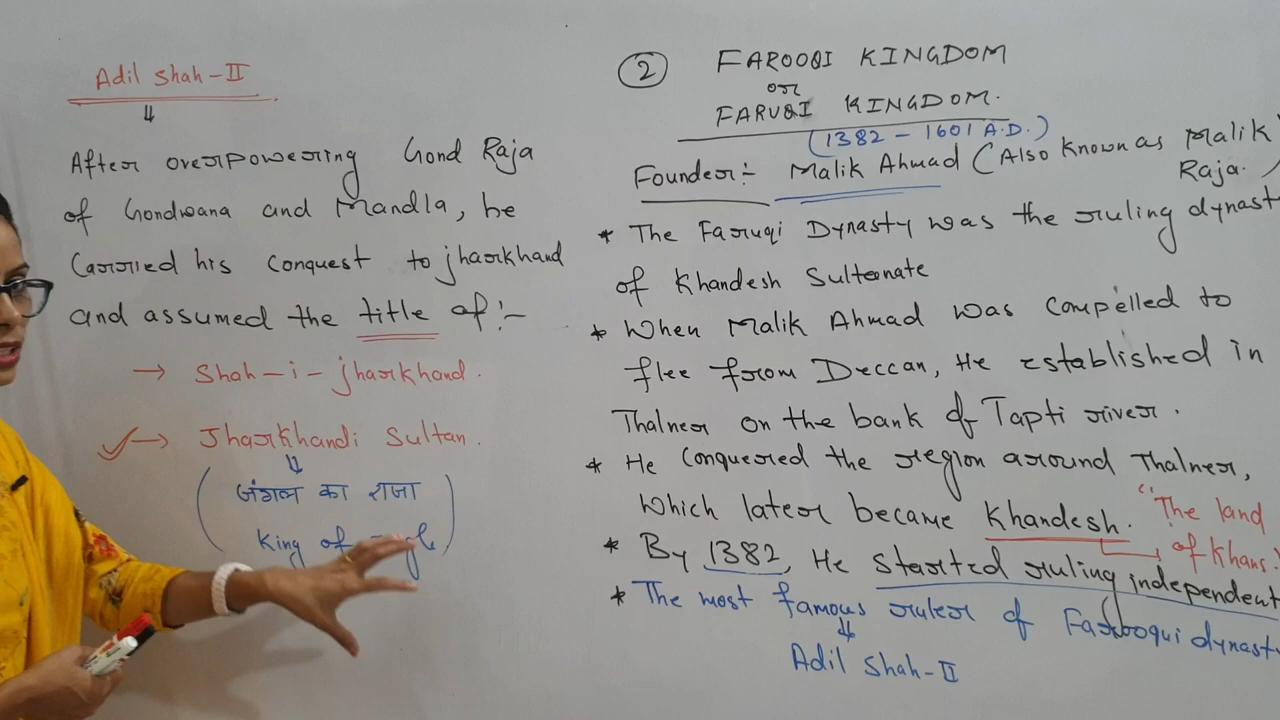 Adil Shah-II
After overpowering Gond Raja
of Gondwana and Mandla, he
Carried his conquest to Jharkhand
and assumed the title of :-
→ Shah-i-Jharkhand.
→ Jharkhandi Sultan.
(जंगल का राजा
King of )
2 FAROOQI KINGDOM
or
FARUQI KINGDOM.
(1382 - 1601 A.D.)
Founder:- Malik Ahmad (Also known as Malik
Raja.)
* The Faruqi Dynasty was the ruling dynast
of Khandesh Sultanate
* When Malik Ahmad was compelled to
flee from Deccan, He established in
Thalner on the bank of Tapti river.
* He conquered the region around Thalner,
Which later became Khandesh. "The land
of Khans.
* By 1382, He Started ruling independent
* The most famous ruler of Farooqui dynast
Adil Shah-II